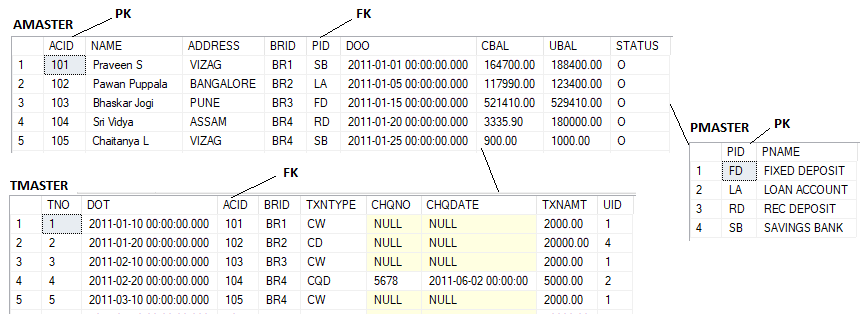 PK
FK
AMASTER
ACID NAME ADDRESS BRID PID DOO CBAL UBAL STATUS
1 101 Praveen S VIZAG BR1 SB 2011-01-01 00:00:00.000 164700.00 188400.00 O
2 102 Pawan Puppala BANGALORE BR2 LA 2011-01-05 00:00:00.000 117990.00 123400.00 O
3 103 Bhaskar Jogi PUNE BR3 FD 2011-01-15 00:00:00.000 521410.00 529410.00 O
4 104 Sri Vidya ASSAM BR4 RD 2011-01-20 00:00:00.000 3335.90 180000.00 O
5 105 Chaitanya L VIZAG BR4 SB 2011-01-25 00:00:00.000 900.00 1000.00 O
PMASTER
PK
PID PNAME
1 FD FIXED DEPOSIT
2 LA LOAN ACCOUNT
3 RD REC DEPOSIT
4 SB SAVINGS BANK
FK
TMASTER
TNO DOT ACID BRID TXNTYPE CHQNO CHQDATE TXNAMT UID
1 1 2011-01-10 00:00:00.000 101 BR1 CW NULL NULL 2000.00 1
2 2 2011-01-20 00:00:00.000 102 BR2 CD NULL NULL 20000.00 4
3 3 2011-02-10 00:00:00.000 103 BR3 CW NULL NULL 2000.00 1
4 4 2011-02-20 00:00:00.000 104 BR4 CQD 5678 2011-06-02 00:00:00 5000.00 2
5 5 2011-03-10 00:00:00.000 105 BR4 CW NULL NULL 2000.00 1